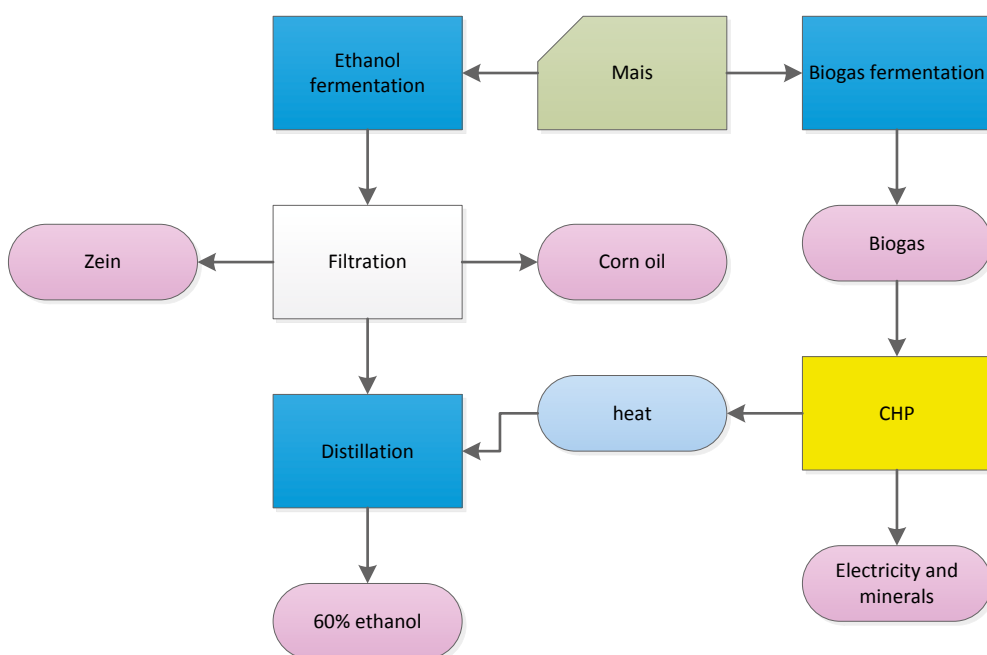 Ethanol
fermentation
Mais
Biogas fermentation
Zein
Filtration
Corn oil
Biogas
Distillation
heat
CHP
60% ethanol
Electricity and
minerals